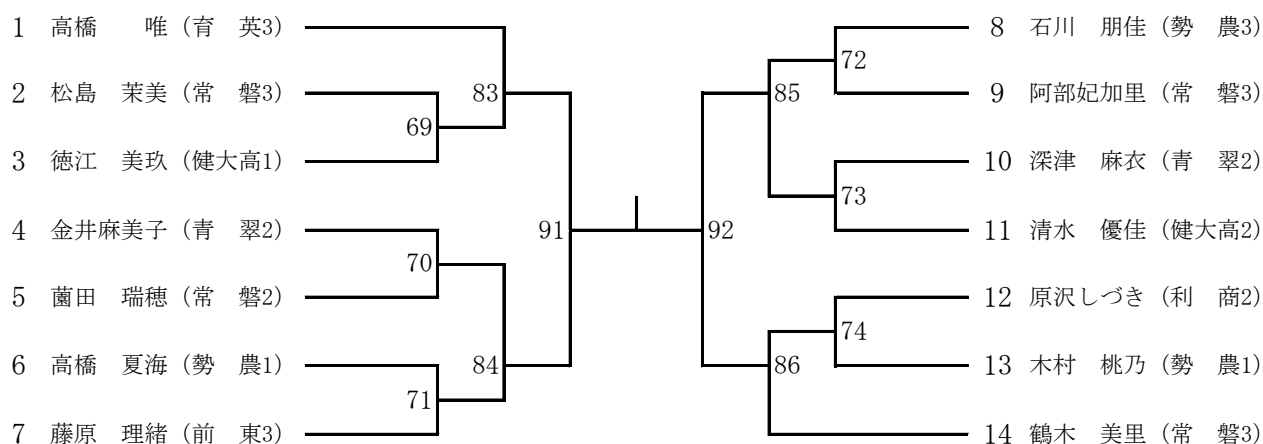 1 高橋　　唯（育　英3）
2 松島　茉美（常　磐3）
3 徳江　美玖（健大高1）
4 金井麻美子（青　翠2）
5 薗田　瑞穂（常　磐2）
6 高橋　夏海（勢　農1）
7 藤原　理緒（前　東3）
83
69
70
84
71
91
92
8 石川　朋佳（勢　農3）
9 阿部妃加里（常　磐3）
10 深津　麻衣（青　翠2）
11 清水　優佳（健大高2）
12 原沢しづき（利　商2）
13 木村　桃乃（勢　農1）
14 鶴木　美里（常　磐3）
72
85
73
74
86